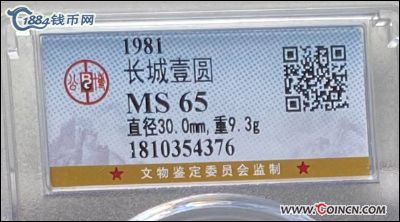 1884钱币网
1981
长城壹圆
MS 65
直径30.0mm,重9.3g
1810354376
文物鉴定委员会监制
www.COINCN.com